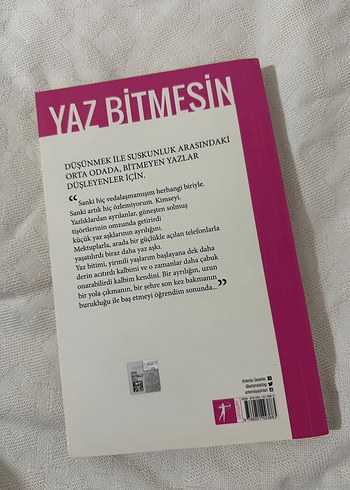 YAZ BİTMESİN
DÜŞÜNMEK İLE SUSKUNLUK ARASINDAKİ
ORTA ODADA, BİTMEYEN YAZLAR
DÜŞLEYENLER İÇİN.
“Sanki hiç vedalaşmamışım herhangi biriyle.
Sanki artık hiç özlemiyorum. Kimseyi.
Yazlıklardan ayrılanlar, güneşten solmuş
tişörtlerinin omzunda getirirdi
küçük yaz aşklarının ayrılığını.
Mektuplarla, arada bir güçlükle açılan telefonlarla
yaşatılırdı biraz daha yaz aşkı.
Yaz bitimi, yirmili yaşların başlayana dek daha
derin acıtırdı kalbimi ve o zamanlar daha çabuk
onarabilirdi kalbim kendini. Bir ayrılığın, uzun
bir yola çıkmanın, bir şehre son kez bakmanın
burukluğu ile baş etmeyi öğrendim sonunda...”